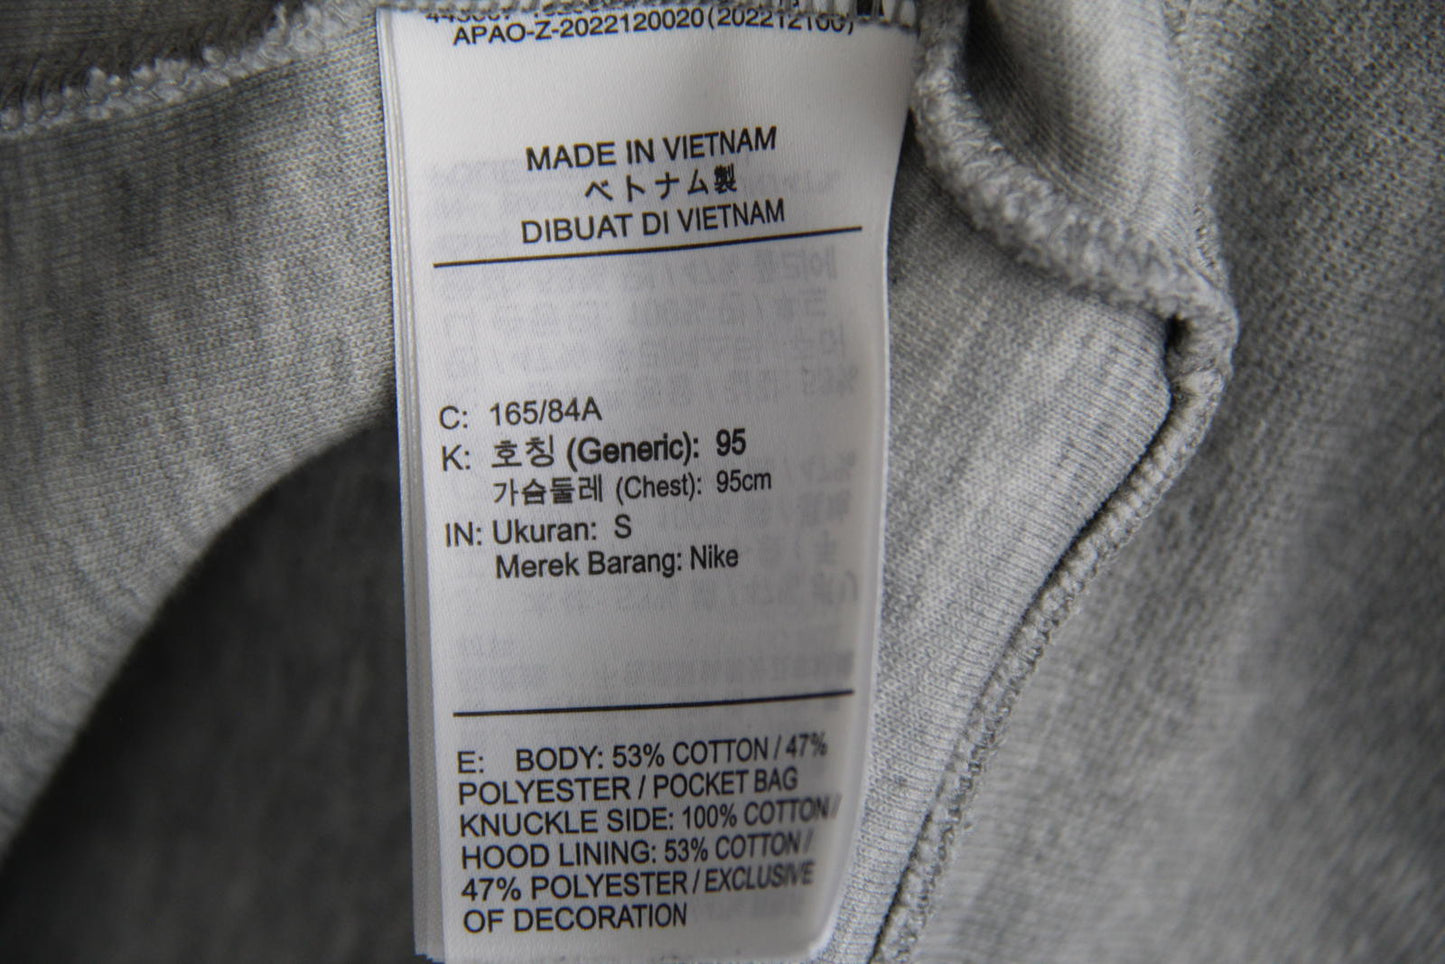 APAO-Z-2022120020(202212100)
MADE IN VIETNAM
ベトナム製
DIBUAT DI VIETNAM
C: 165/84A
K: 호칭 (Generic): 95
가슴둘레 (Chest): 95cm
IN: Ukuran: S
Merek Barang: Nike
E: BODY: 53% COTTON / 47%
POLYESTER / POCKET BAG
KNUCKLE SIDE: 100% COTTON /
HOOD LINING: 53% COTTON /
47% POLYESTER / EXCLUSIVE
OF DECORATION